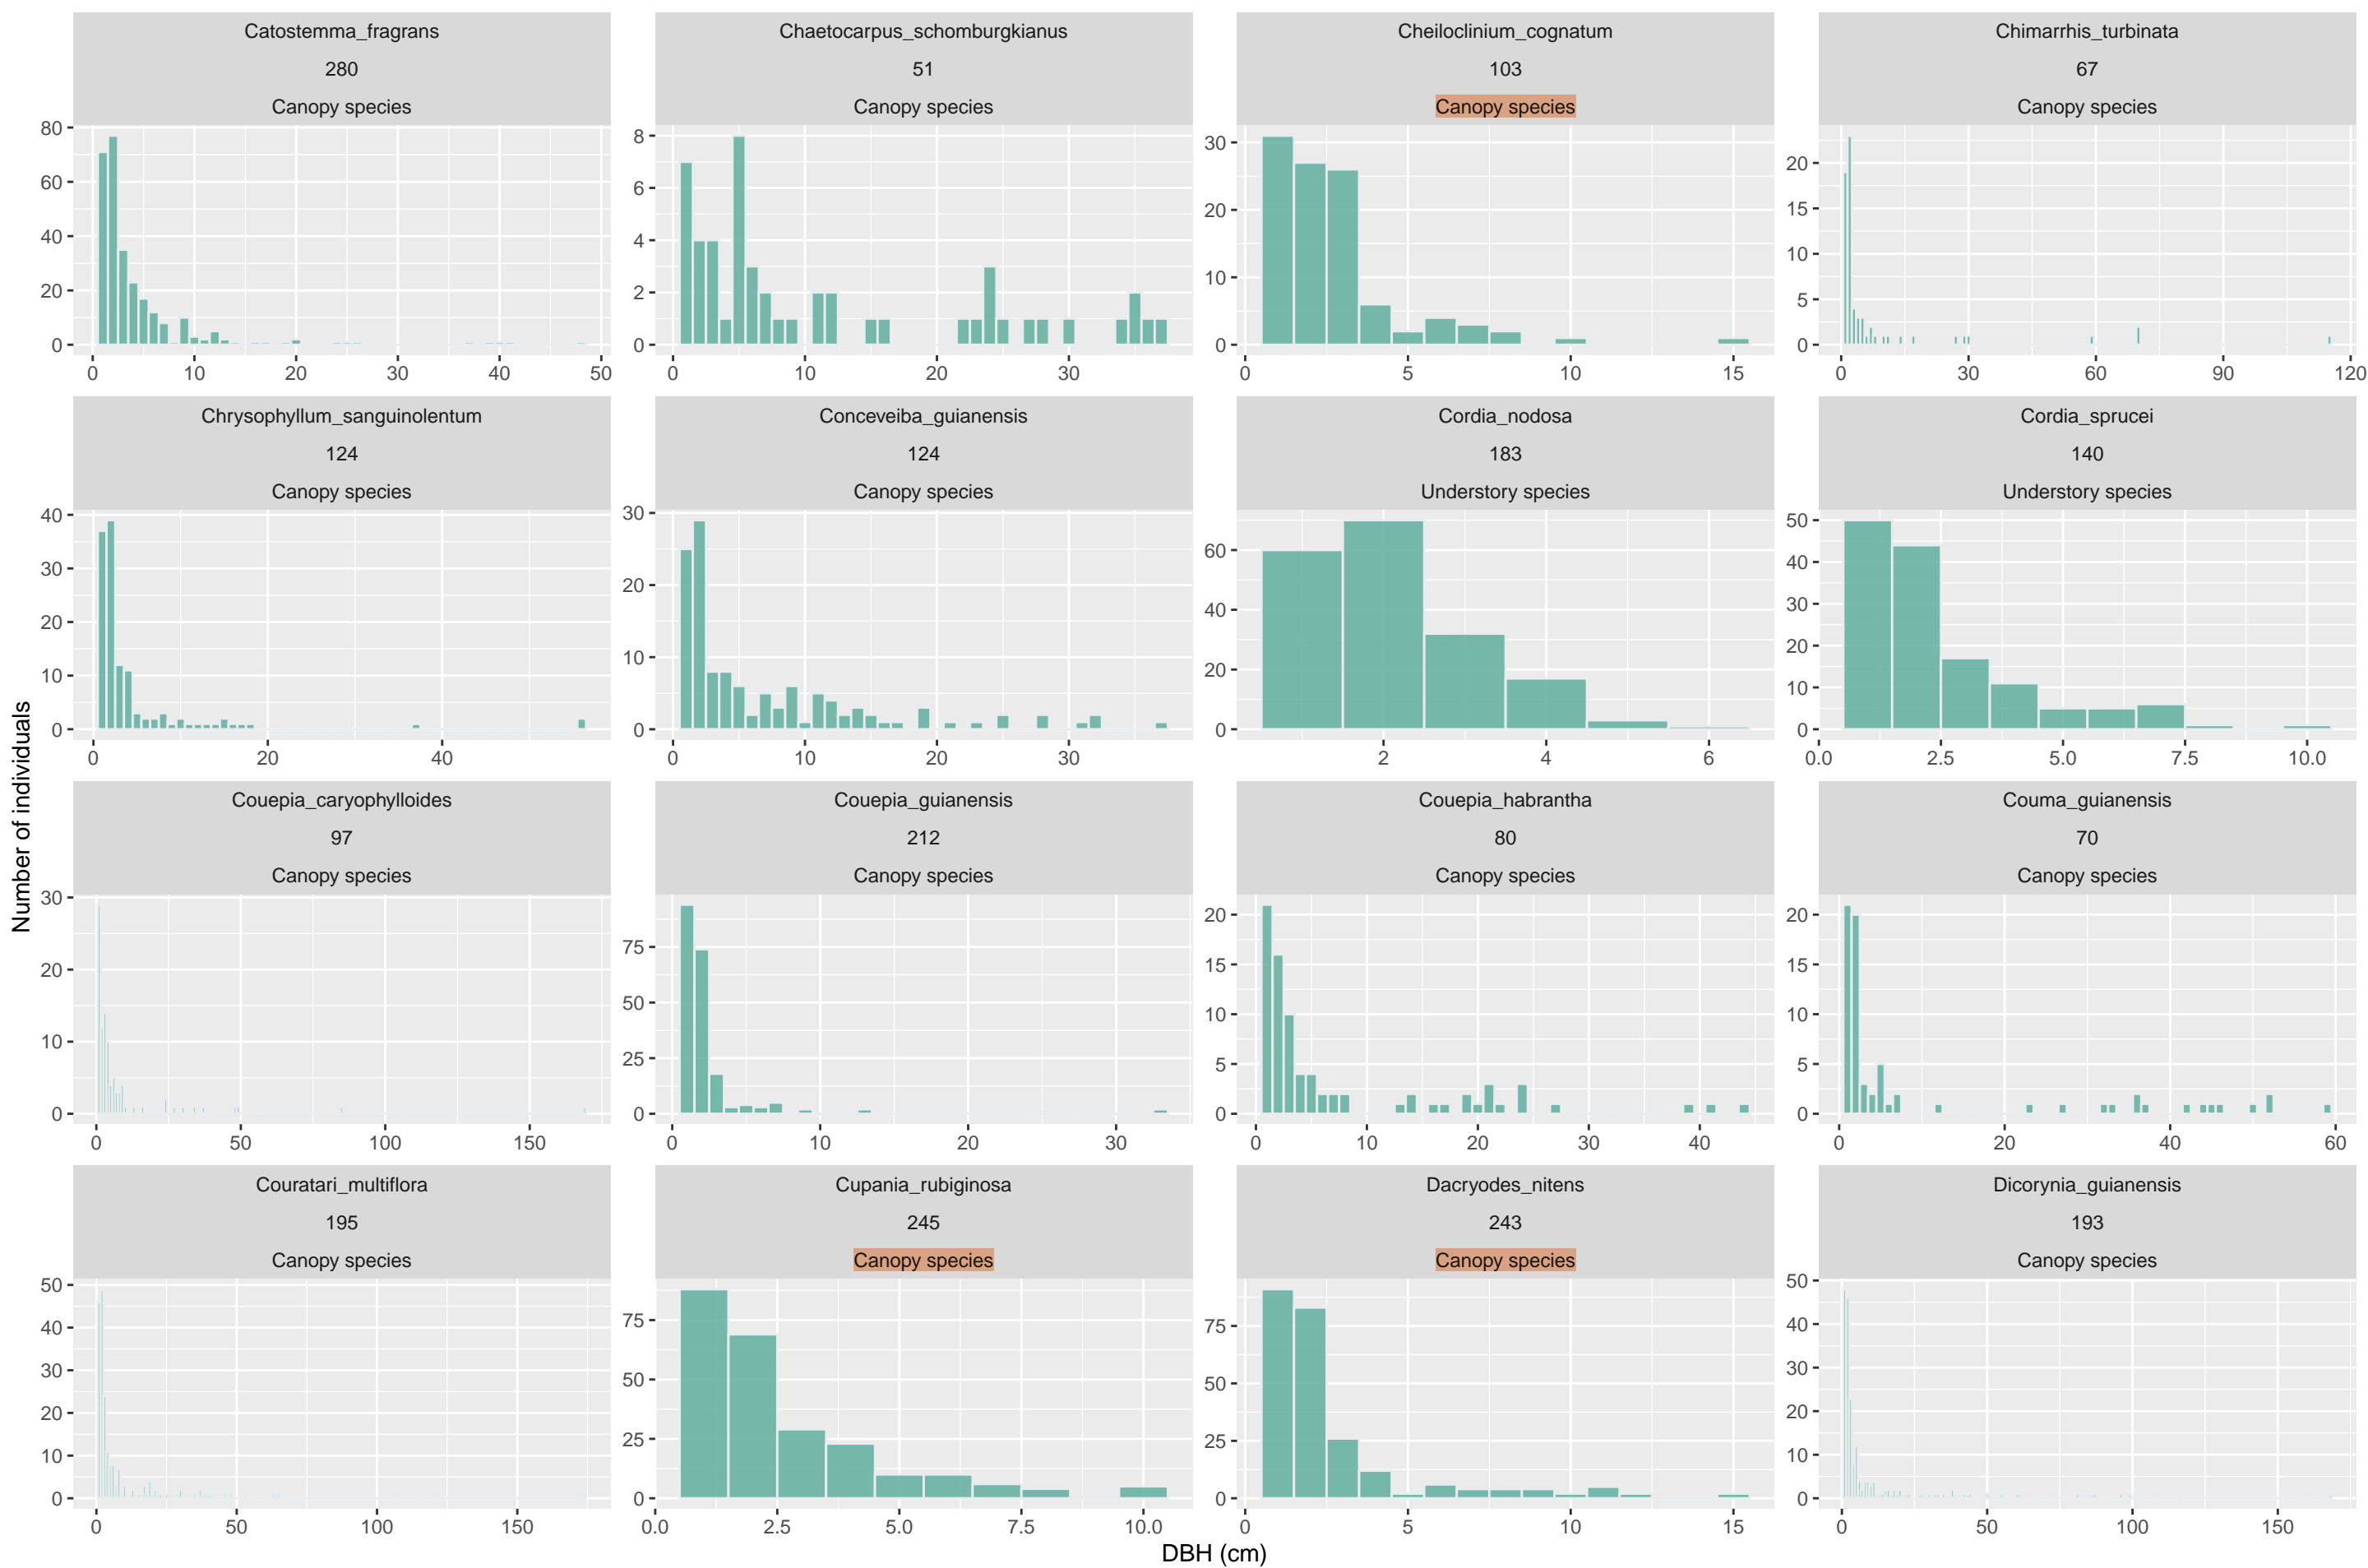 Catostemma_fragrans
280
Canopy species
80
60
40
20
0
0 10 20 30 40 50
Chaetocarpus_schomburgkianus
51
Canopy species
8
6
4
2
0
0 10 20 30
Cheiloclinium_cognatum
103
Canopy species
30
20
10
0
0 5 10 15
Chimarrhis_turbinata
67
Canopy species
20
15
10
5
0
0 30 60 90 120
Chrysophyllum_sanguinolentum
124
Canopy species
40
30
20
10
0
0 20 40
Conceveiba_guianensis
124
Canopy species
30
20
10
0
0 10 20 30
Cordia_nodosa
183
Understory species
60
40
20
0
2 4 6
Cordia_sprucei
140
Understory species
50
40
30
20
10
0
0.0 2.5 5.0 7.5 10.0
Couepia_caryophylloides
97
Canopy species
30
20
10
0
0 50 100 150
Couepia_guianensis
212
Canopy species
75
50
25
0
0 10 20 30
Couepia_habrantha
80
Canopy species
20
15
10
5
0
0 10 20 30 40
Couma_guianensis
70
Canopy species
20
15
10
5
0
0 20 40 60
Couratari_multiflora
195
Canopy species
50
40
30
20
10
0
0 50 100 150
Cupania_rubiginosa
245
Canopy species
75
50
25
0
0.0 2.5 5.0 7.5 10.0
Dacryodes_nitens
243
Canopy species
75
50
25
0
0 5 10 15
Dicorynia_guianensis
193
Canopy species
50
40
30
20
10
0
0 50 100 150
Number of individuals
DBH (cm)